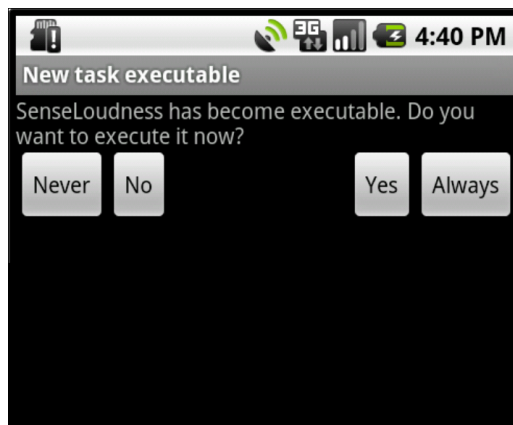 3G 4:40 PM
New task executable
SenseLoudness has become executable. Do you
want to execute it now?
Never No Yes Always